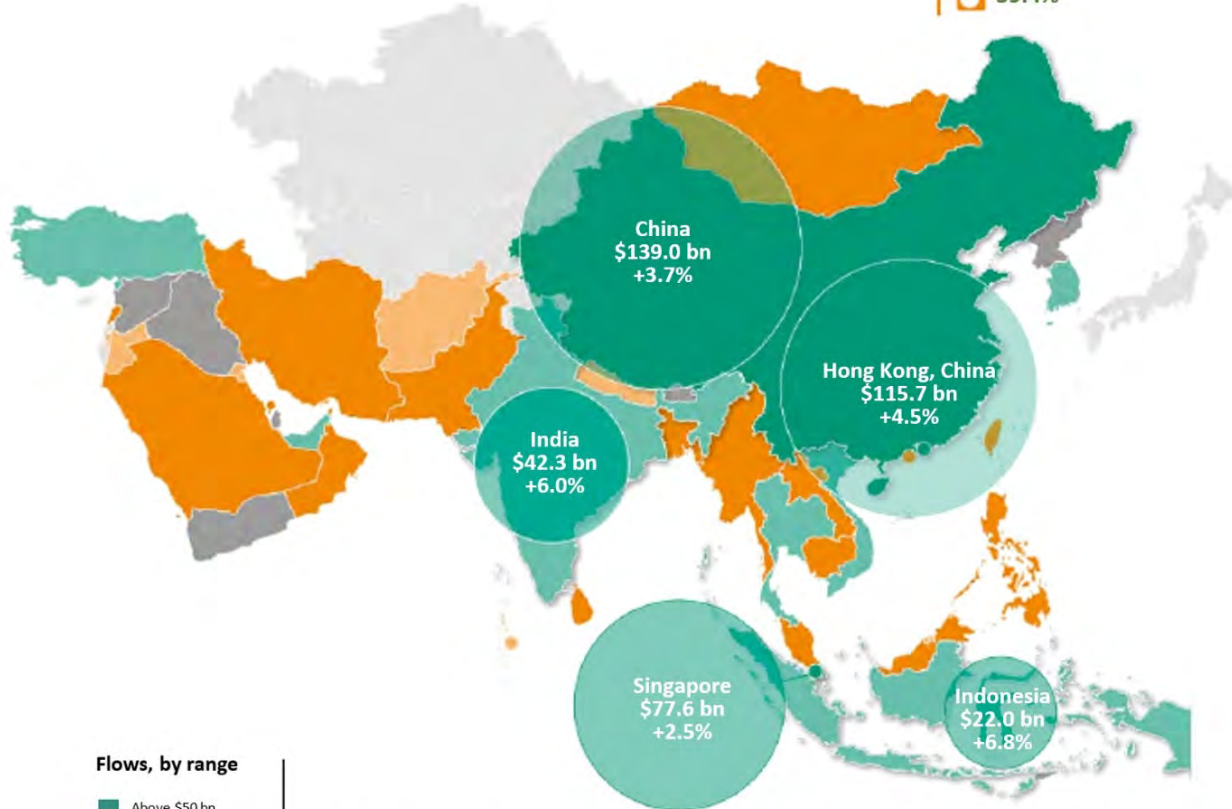 China
$139.0 bn
+3.7%
Hong Kong, China
$115.7 bn
+4.5%
India
$42.3 bn
+6.0%
Singapore
$77.6 bn
+2.5%
Indonesia
$22.0 bn
+6.8%
Flows, by range
Above $50 bn